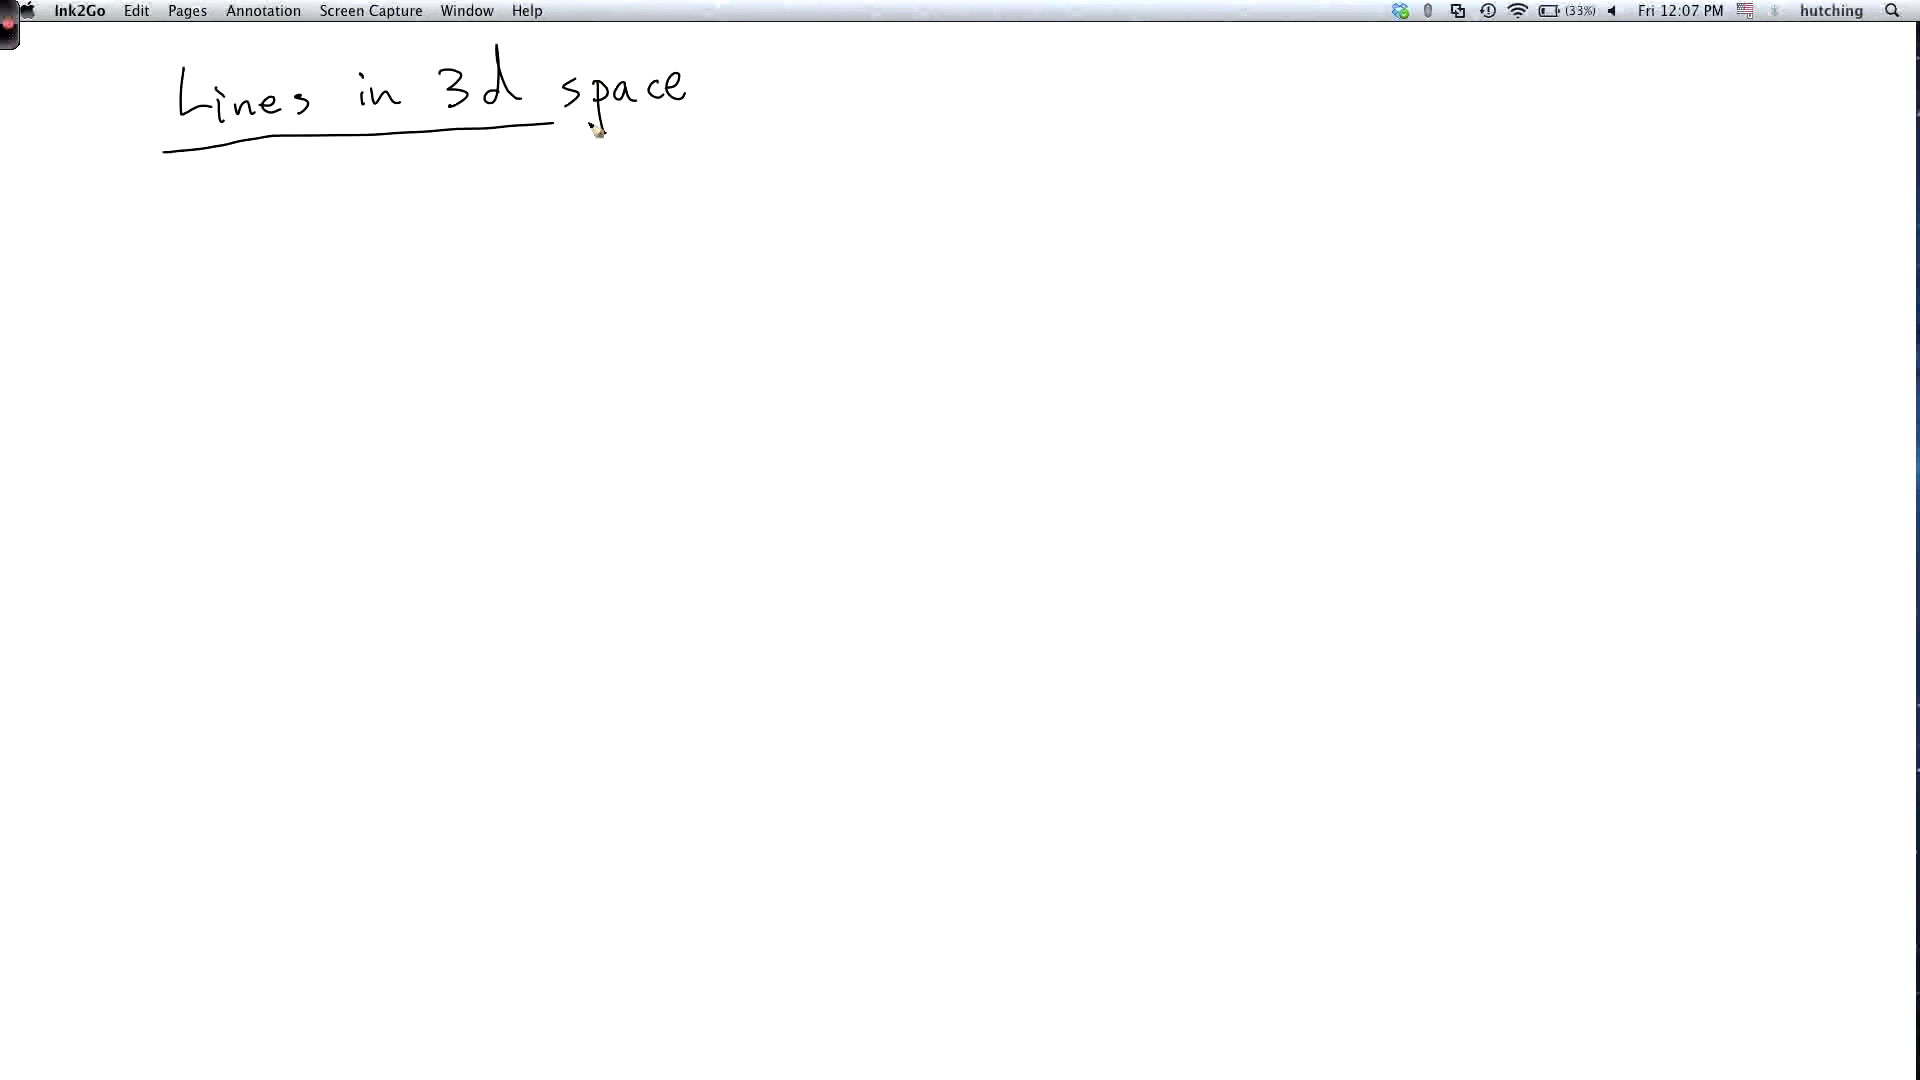 Ink2Go Edit Pages Annotation Screen Capture Window Help (33%) Fri 12:07 PM hutching
Lines in 3d space